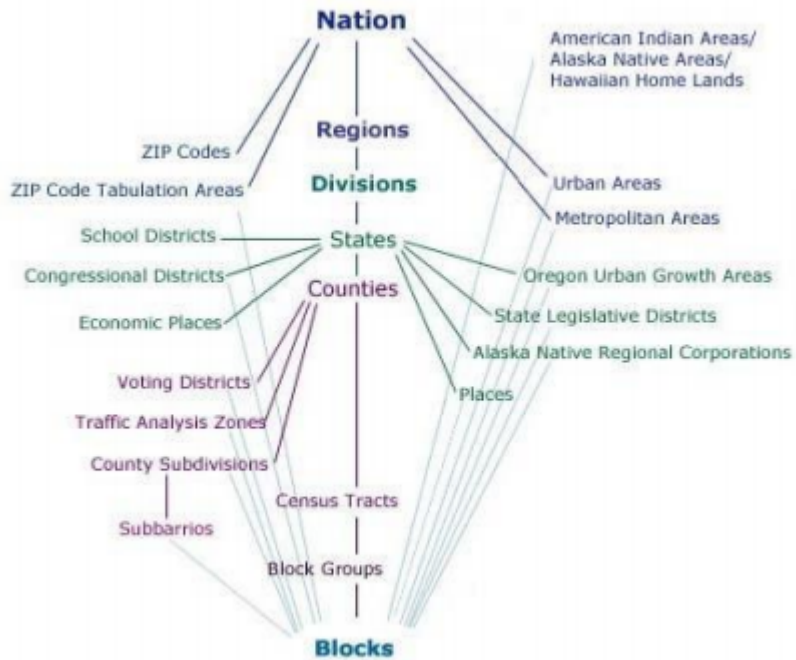 Nation
American Indian Areas/
Alaska Native Areas/
Hawaiian Home Lands
Regions
ZIP Codes
Divisions
ZIP Code Tabulation Areas
Urban Areas
Metropolitan Areas
School Districts
States
Congressional Districts
Oregon Urban Growth Areas
Counties
Economic Places
State Legislative Districts
Alaska Native Regional Corporations
Voting Districts
Places
Traffic Analysis Zones
County Subdivisions
Census Tracts
Subbarrios
Block Groups
Blocks